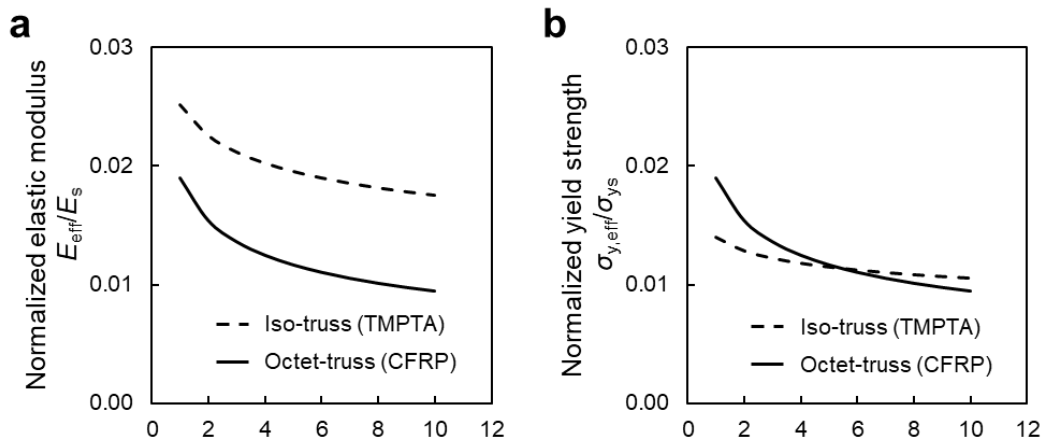 a
Normalized elastic modulus
E_eff/E_s
0.03
0.02
0.01
0.00
Iso-truss (TMPTA)
Octet-truss (CFRP)
0 2 4 6 8 10 12
b
Normalized yield strength
σ_y,eff/σ_ys
0.03
0.02
0.01
0.00
Iso-truss (TMPTA)
Octet-truss (CFRP)
0 2 4 6 8 10 12